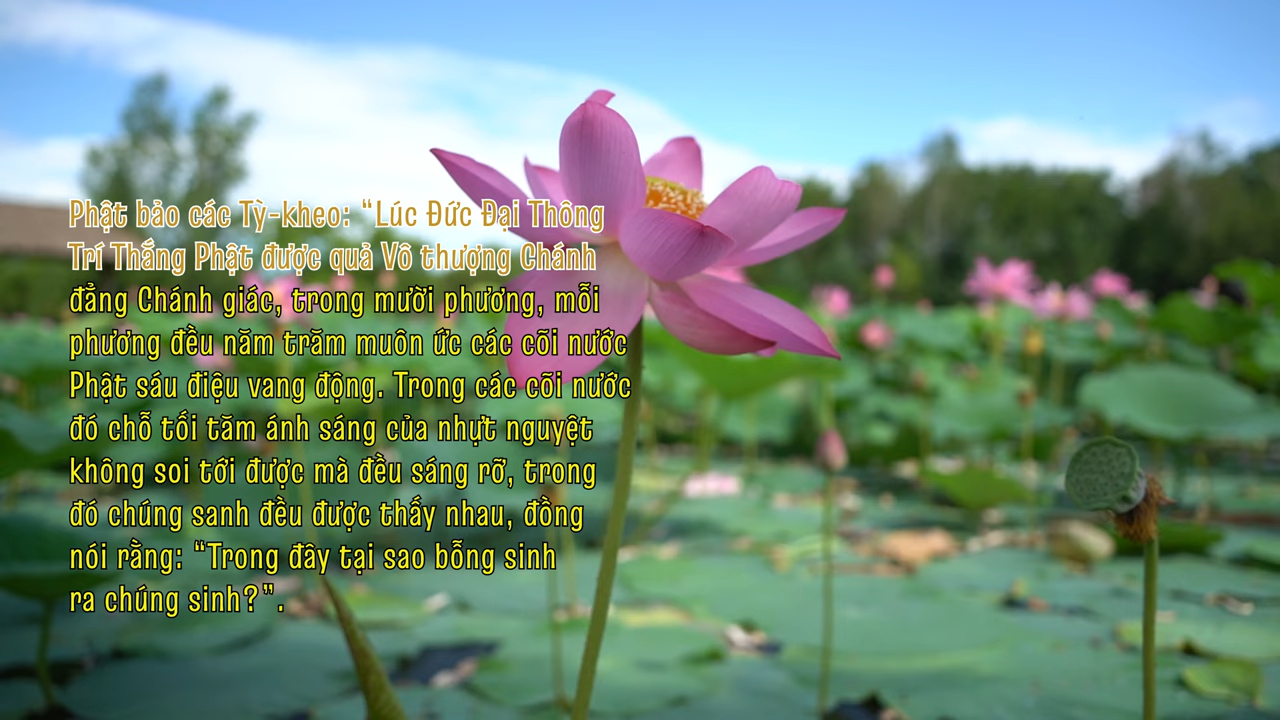 Phật bảo các Tỳ-kheo: “Lúc Đức Đại Thông
Trí Thắng Phật được quả Vô thượng Chánh
đẳng Chánh giác, trong mười phương, mỗi
phương đều năm trăm muôn ức các cõi nước
Phật sáu điệu vang động. Trong các cõi nước
đó chỗ tối tăm ánh sáng của nhựt nguyệt
không soi tới được mà đều sáng rỡ, trong
đó chúng sanh đều được thấy nhau, đồng
nói rằng: “Trong đây tại sao bỗng sinh
ra chúng sinh?”.